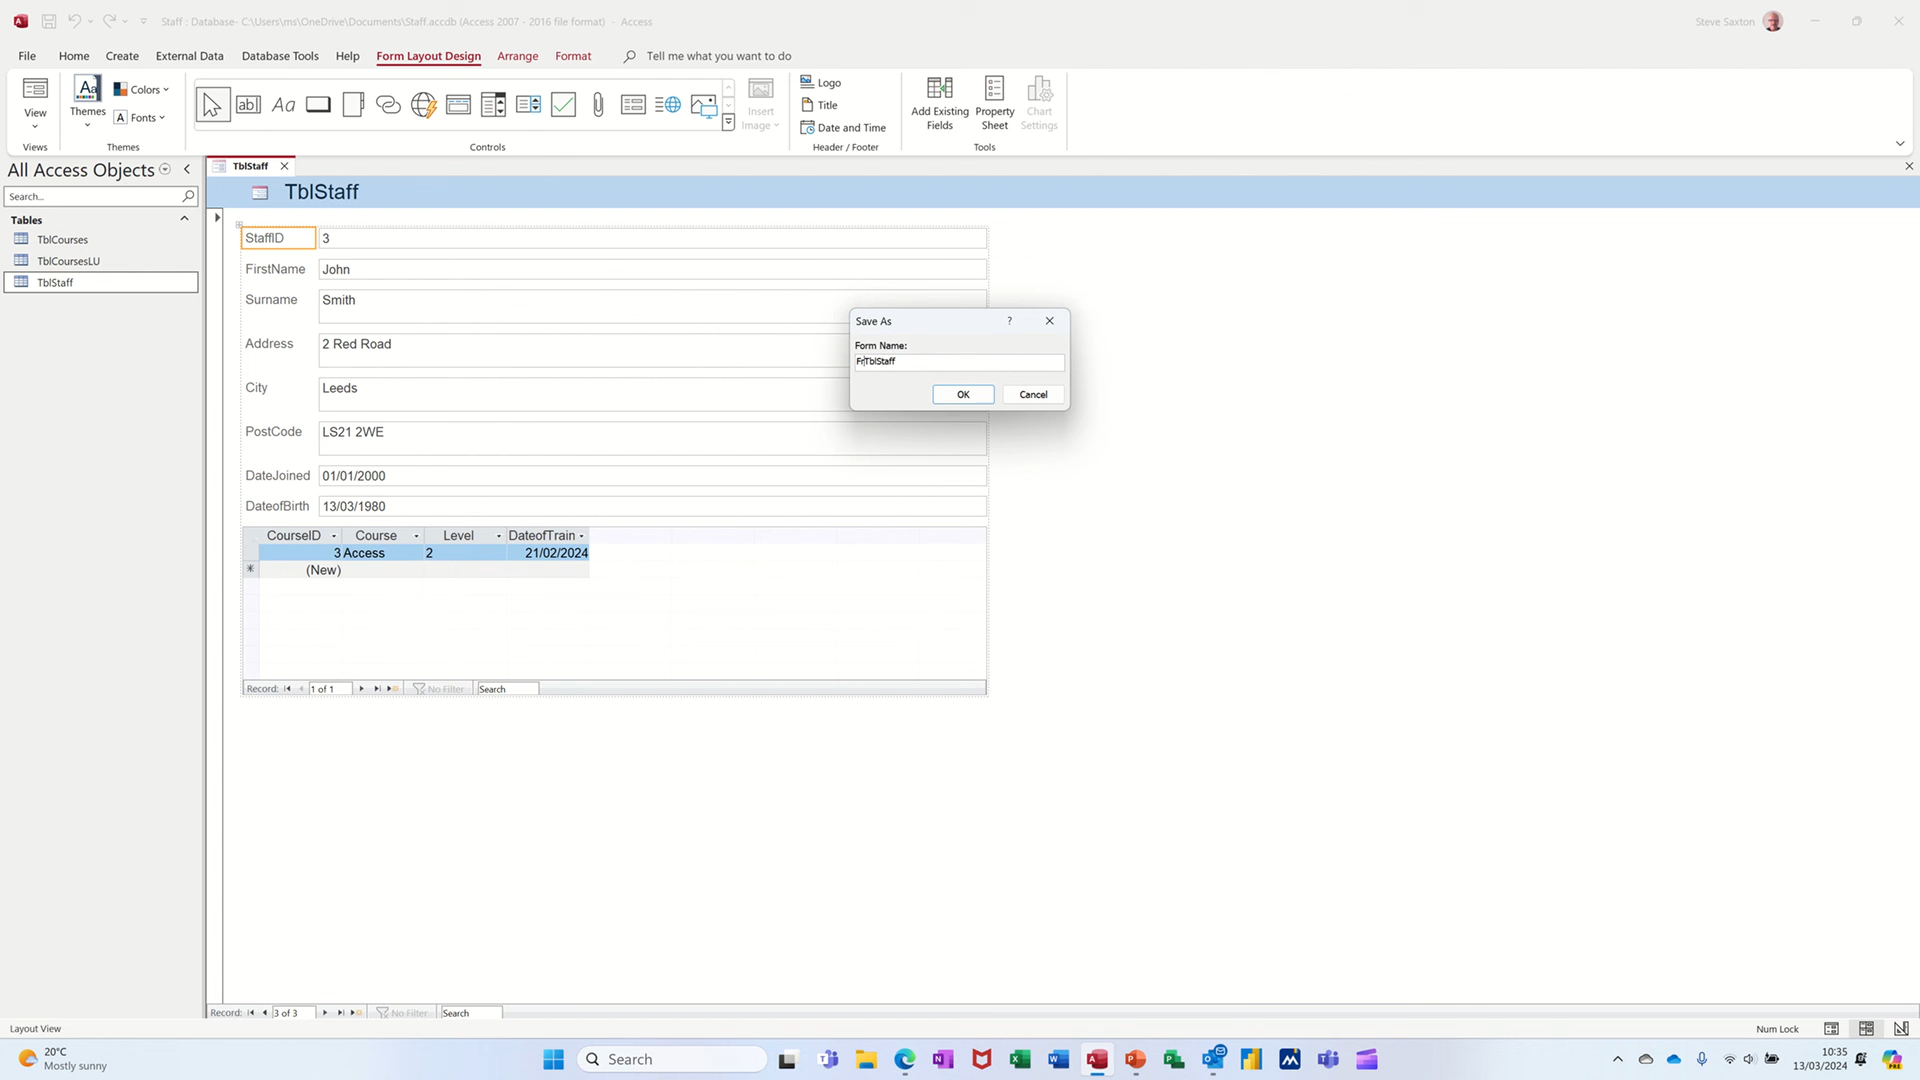 Staff : Database- C:\Users\ms\OneDrive\Documents\Staff.accdb (Access 2007 - 2016 file format) - Access
Steve Saxton
File Home Create External Data Database Tools Help Form Layout Design Arrange Format Tell me what you want to do
View
Views
Themes
Colors
Fonts
Themes
Controls
Insert
Image
Logo
Title
Date and Time
Header / Footer
Add Existing
Fields
Property
Sheet
Chart
Settings
Tools
All Access Objects
Search...
Tables
TblCourses
TblCoursesLU
TblStaff
TblStaff
TblStaff
StaffID 3
FirstName John
Surname Smith
Address 2 Red Road
City Leeds
PostCode LS21 2WE
DateJoined 01/01/2000
DateofBirth 13/03/1980
CourseID Course Level DateofTrain
3 Access 2 21/02/2024
(New)
Record: 1 of 1 No Filter Search
Save As ?
Form Name:
FrTblStaff
OK Cancel
Record: 3 of 3 No Filter Search
Layout View
Num Lock
20°C
Mostly sunny
Search
10:35
13/03/2024